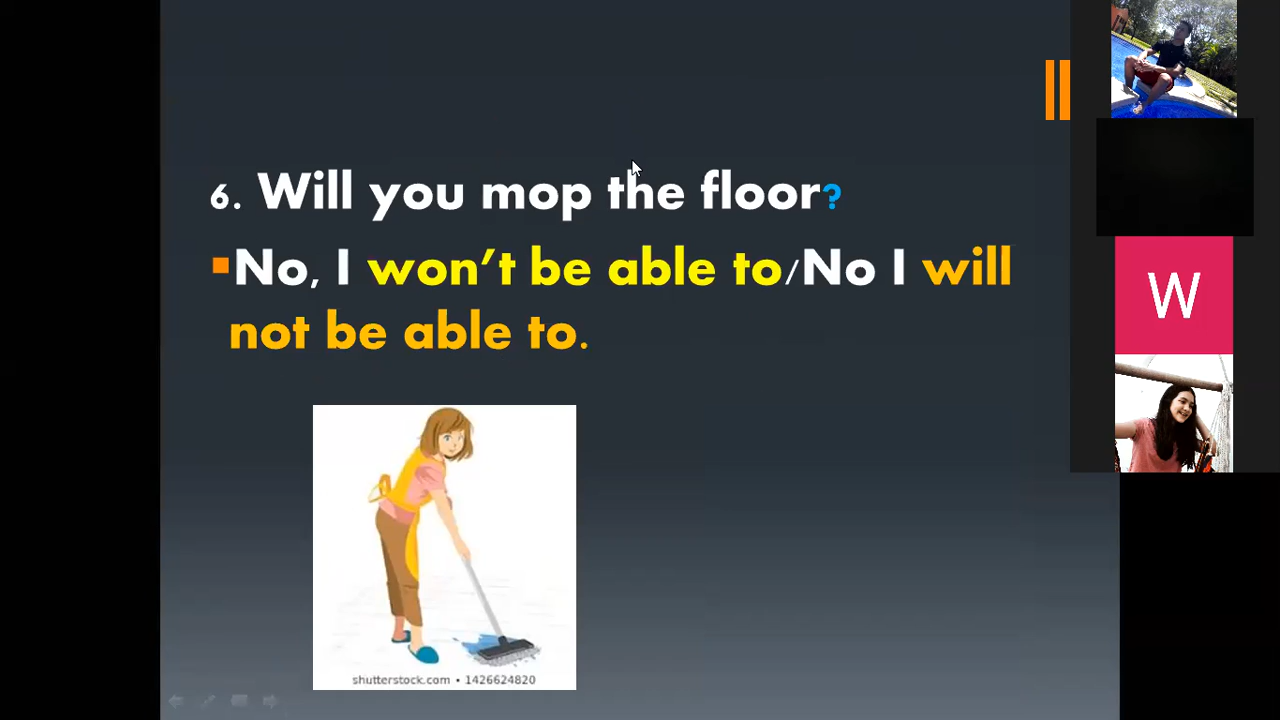 6. Will you mop the floor?
No, I won’t be able to/No I will
not be able to.
W
shutterstock.com • 1426624820